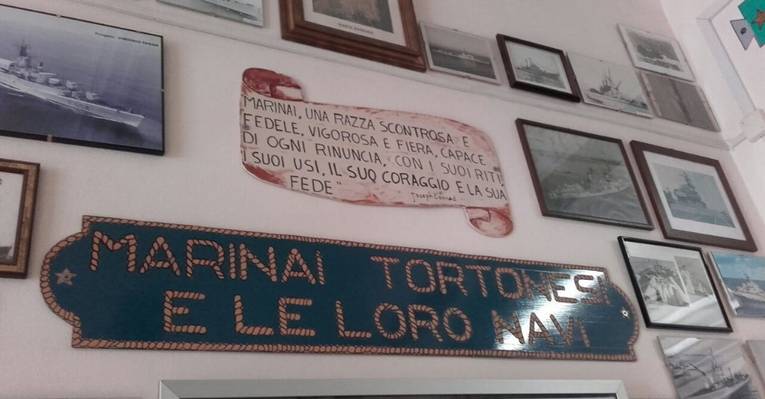 MARINAI, UNA RAZZA SCONTROSA E
FEDELE, VIGOROSA E FIERA, CAPACE
DI OGNI RINUNCIA, CON I SUOI RITI,
I SUOI USI, IL SUO CORAGGIO E LA SUA
FEDE"
Joseph Conrad
MARINAI TORTONESI
E LE LORO NAVI